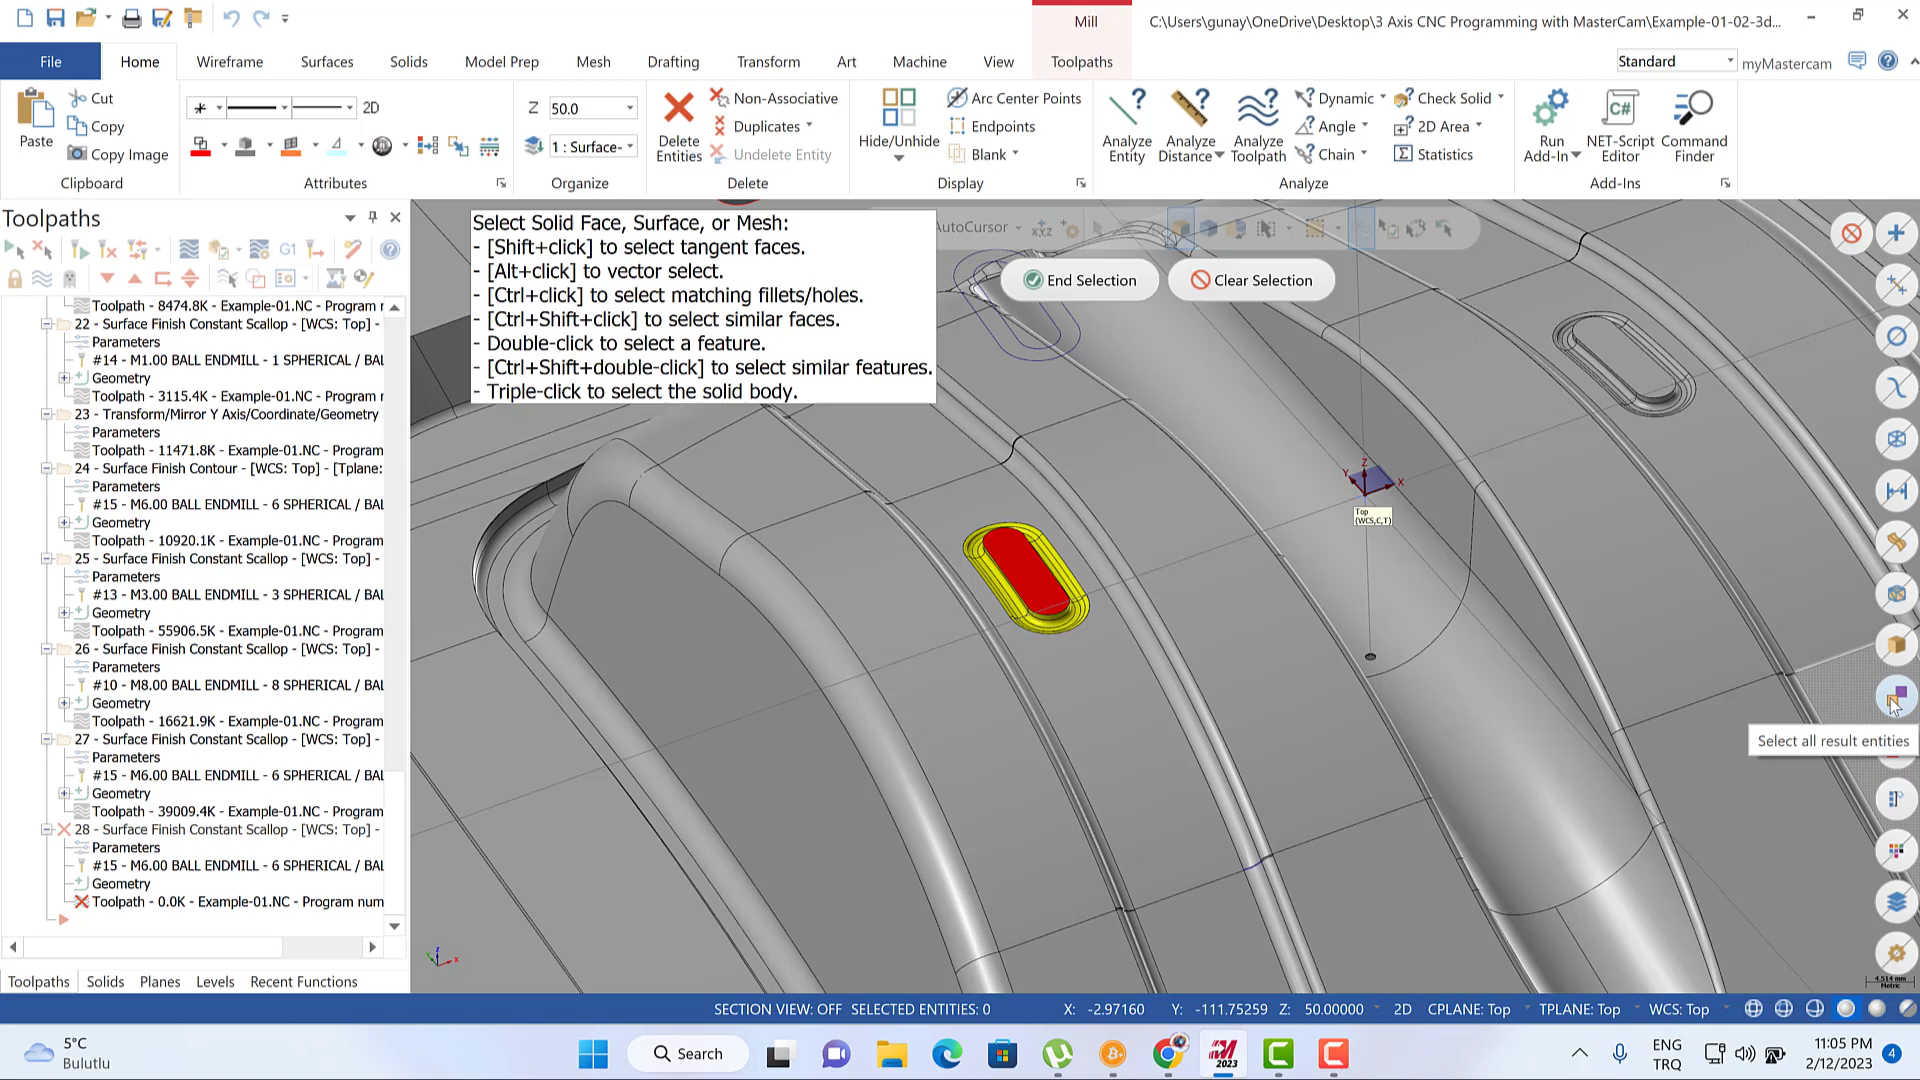 Mill
C:\Users\gunay\OneDrive\Desktop\3 Axis CNC Programming with MasterCam\Example-01-02-3d...
File
Home
Wireframe
Surfaces
Solids
Model Prep
Mesh
Drafting
Transform
Art
Machine
View
Toolpaths
Standard
myMastercam
Paste
Cut
Copy
Copy Image
Clipboard
2D
Attributes
Z 50.0
1 : Surface-
Organize
Delete Entities
Non-Associative
Duplicates
Undelete Entity
Delete
Hide/Unhide
Arc Center Points
Endpoints
Blank
Display
Analyze Entity
Analyze Distance
Analyze Toolpath
Dynamic
Angle
Chain
Check Solid
2D Area
Statistics
Analyze
Run Add-In
NET-Script Editor
Command Finder
Add-Ins
Toolpaths
G1
Toolpath - 8474.8K - Example-01.NC - Program
22 - Surface Finish Constant Scallop - [WCS: Top] -
Parameters
#14 - M1.00 BALL ENDMILL - 1 SPHERICAL / BAL
Geometry
Toolpath - 3115.4K - Example-01.NC - Program
23 - Transform/Mirror Y Axis/Coordinate/Geometry
Parameters
Toolpath - 11471.8K - Example-01.NC - Program
24 - Surface Finish Contour - [WCS: Top] - [Tplane:
Parameters
#15 - M6.00 BALL ENDMILL - 6 SPHERICAL / BAL
Geometry
Toolpath - 10920.1K - Example-01.NC - Program
25 - Surface Finish Constant Scallop - [WCS: Top] -
Parameters
#13 - M3.00 BALL ENDMILL - 3 SPHERICAL / BAL
Geometry
Toolpath - 55906.5K - Example-01.NC - Program
26 - Surface Finish Constant Scallop - [WCS: Top] -
Parameters
#10 - M8.00 BALL ENDMILL - 8 SPHERICAL / BAL
Geometry
Toolpath - 16621.9K - Example-01.NC - Program
27 - Surface Finish Constant Scallop - [WCS: Top] -
Parameters
#15 - M6.00 BALL ENDMILL - 6 SPHERICAL / BAL
Geometry
Toolpath - 39009.4K - Example-01.NC - Program
28 - Surface Finish Constant Scallop - [WCS: Top] -
Parameters
#15 - M6.00 BALL ENDMILL - 6 SPHERICAL / BAL
Geometry
Toolpath - 0.0K - Example-01.NC - Program num
Toolpaths
Solids
Planes
Levels
Recent Functions
Select Solid Face, Surface, or Mesh:
- [Shift+click] to select tangent faces.
- [Alt+click] to vector select.
- [Ctrl+click] to select matching fillets/holes.
- [Ctrl+Shift+click] to select similar faces.
- Double-click to select a feature.
- [Ctrl+Shift+double-click] to select similar features.
- Triple-click to select the solid body.
AutoCursor
End Selection
Clear Selection
Z
Y
X
Top
(WCS,C,T)
Select all result entities
4.514 mm
Metric
SECTION VIEW: OFF SELECTED ENTITIES: 0 X: -2.97160 Y: -111.75259 Z: 50.00000 2D CPLANE: Top TPLANE: Top WCS: Top
5°C
Bulutlu
Search
2023
ENG
TRQ
11:05 PM
2/12/2023
4